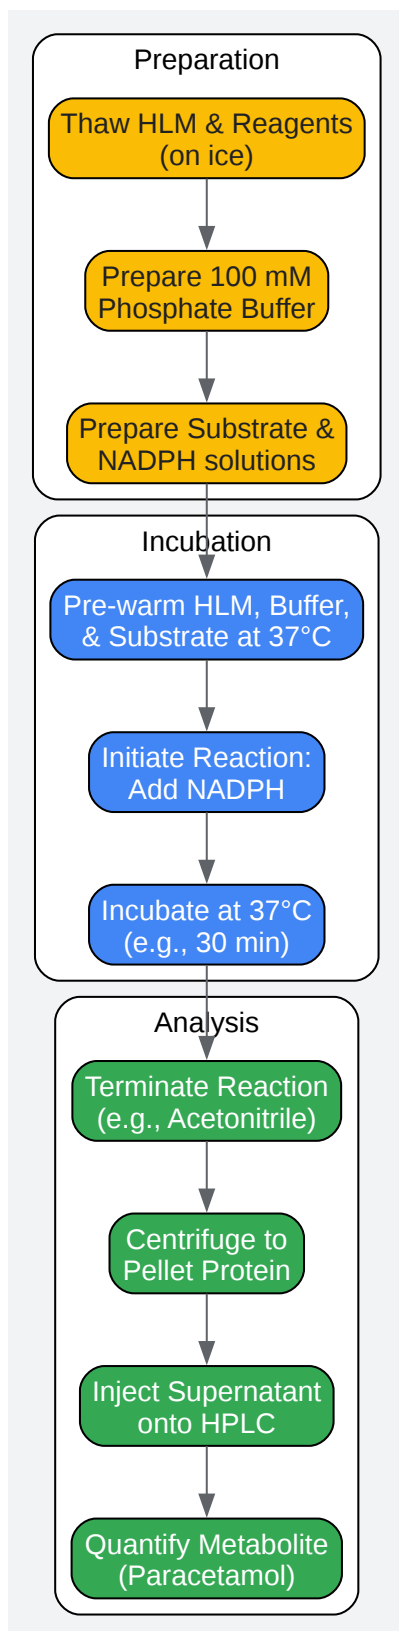 Preparation
Thaw HLM & Reagents
(on ice)
Prepare 100 mM
Phosphate Buffer
Prepare Substrate &
NADPH solutions
Incubation
Pre-warm HLM, Buffer,
& Substrate at 37°C
Initiate Reaction:
Add NADPH
Incubate at 37°C
(e.g., 30 min)
Analysis
Terminate Reaction
(e.g., Acetonitrile)
Centrifuge to
Pellet Protein
Inject Supernatant
onto HPLC
Quantify Metabolite
(Paracetamol)